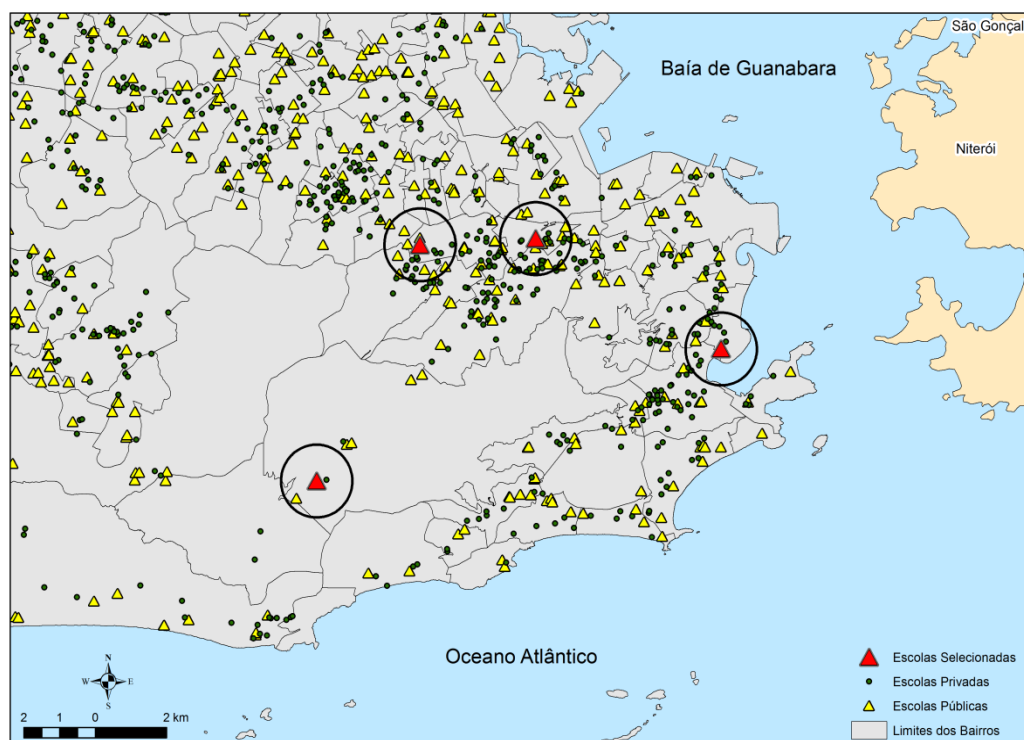 São Gonçal
Baía de Guanabara
Niterói
Oceano Atlântico
N
W E
S
2 1 0 2 km
Escolas Selecionadas
Escolas Privadas
Escolas Públicas
Limites dos Bairros